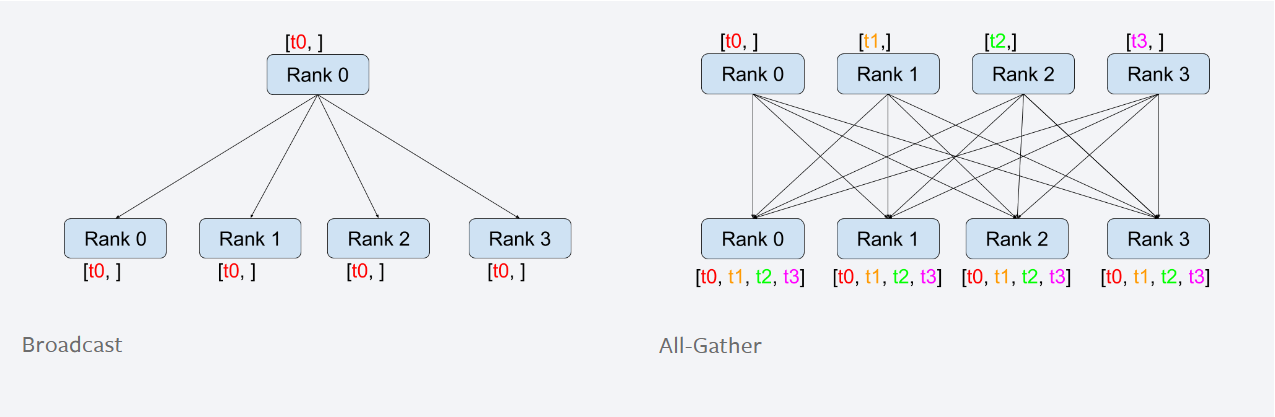 [t0, ]
Rank 0
Rank 0
Rank 1
Rank 2
Rank 3
[t0, ]
[t0, ]
[t0, ]
[t0, ]
Broadcast
[t0, ]
[t1,]
[t2,]
[t3, ]
Rank 0
Rank 1
Rank 2
Rank 3
Rank 0
Rank 1
Rank 2
Rank 3
[t0, t1, t2, t3]
[t0, t1, t2, t3]
[t0, t1, t2, t3]
[t0, t1, t2, t3]
All-Gather